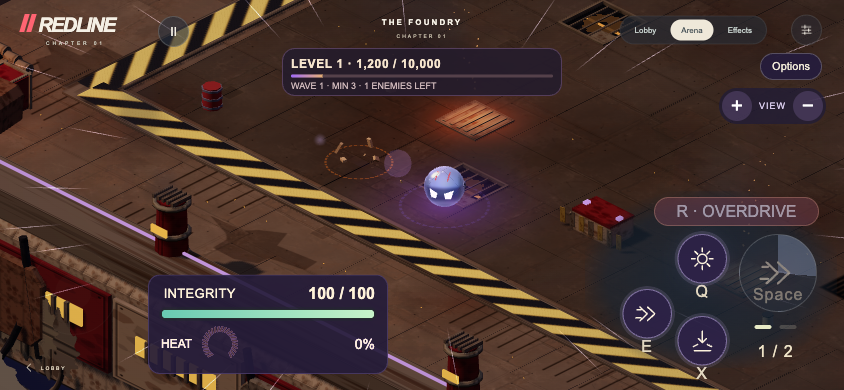 REDLINE
CHAPTER 01
THE FOUNDRY
CHAPTER 01
Lobby Arena Effects
LEVEL 1 · 1,200 / 10,000
WAVE 1 · MIN 3 · 1 ENEMIES LEFT
Options
+ VIEW −
R · OVERDRIVE
Q
Space
E
1 / 2
X
INTEGRITY 100 / 100
HEAT 0%
LOBBY